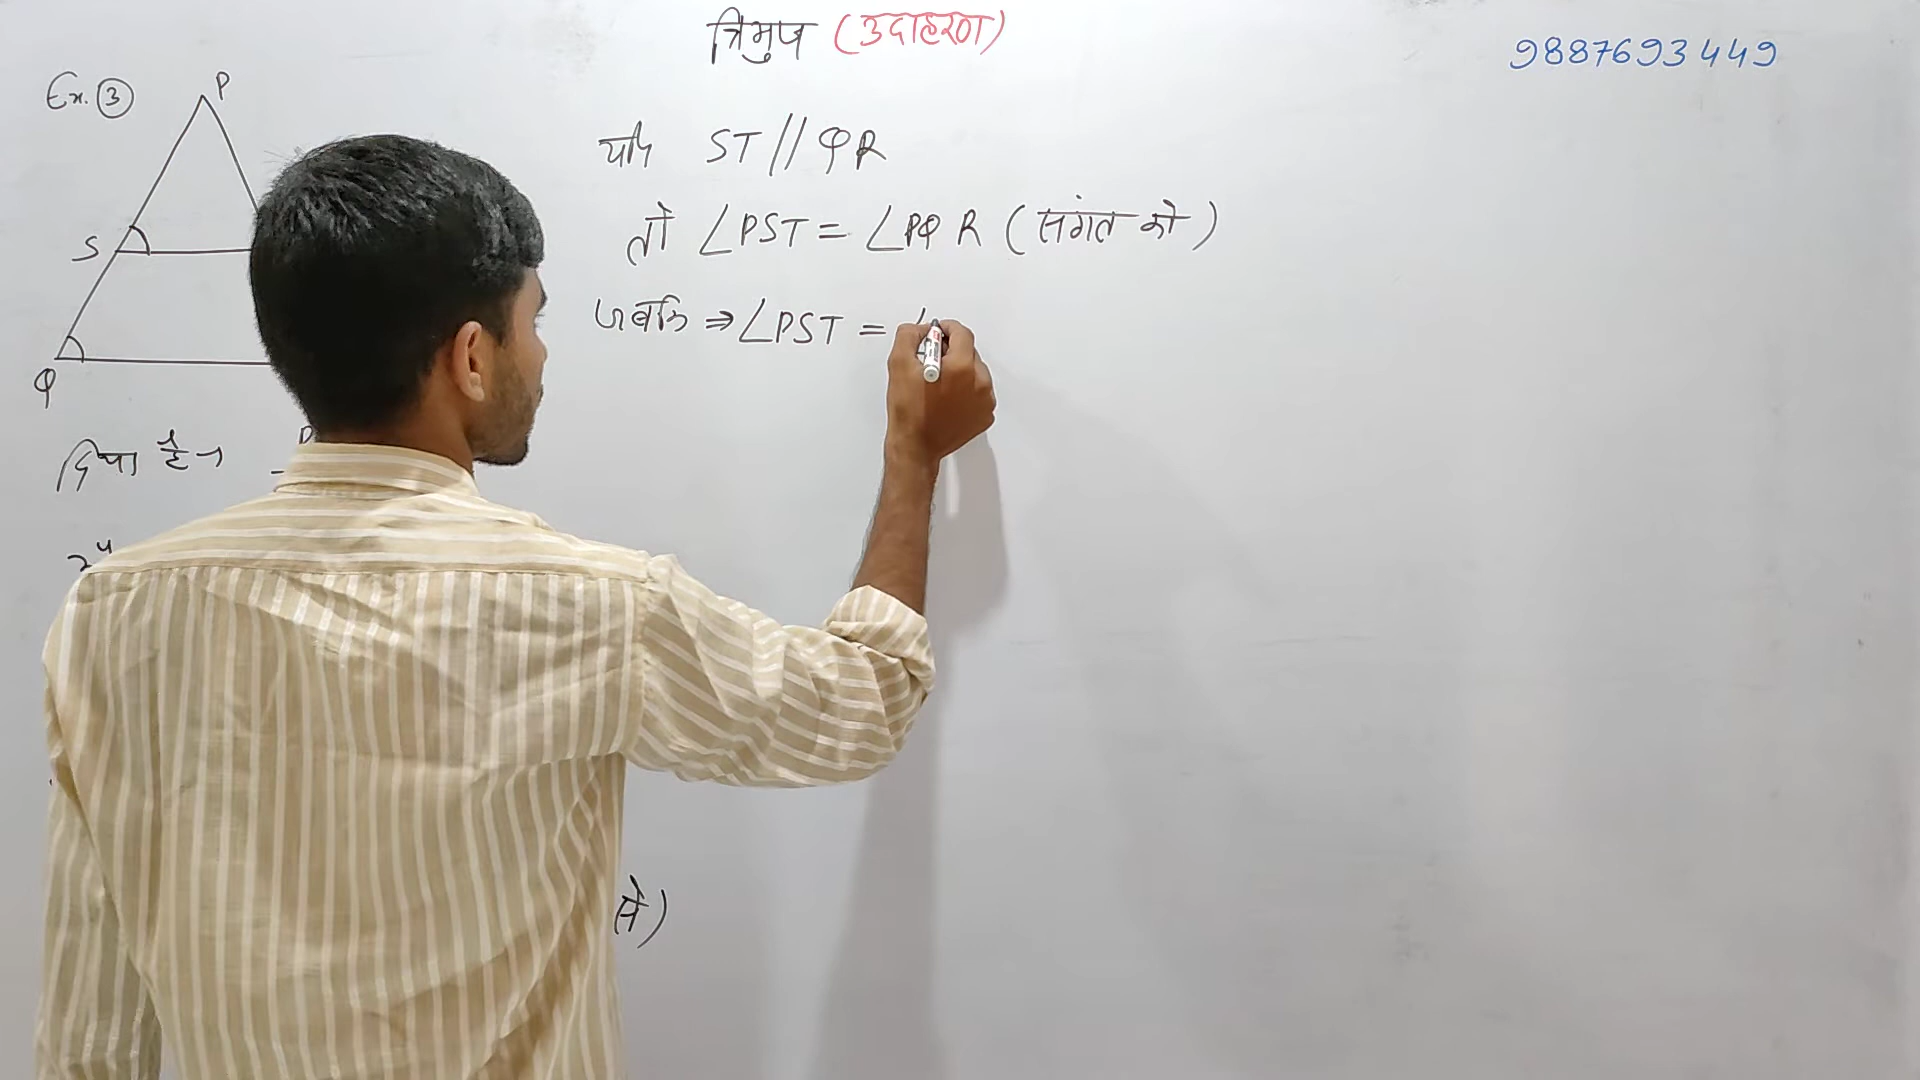 त्रिभुज (उदाहरण)
9887693449
Ex. ③
P
S
Q
दिया है→
यदि ST // QR
तो ∠PST = ∠PQR (संगत को)
जबकि ⇒ ∠PST = ∠
से)